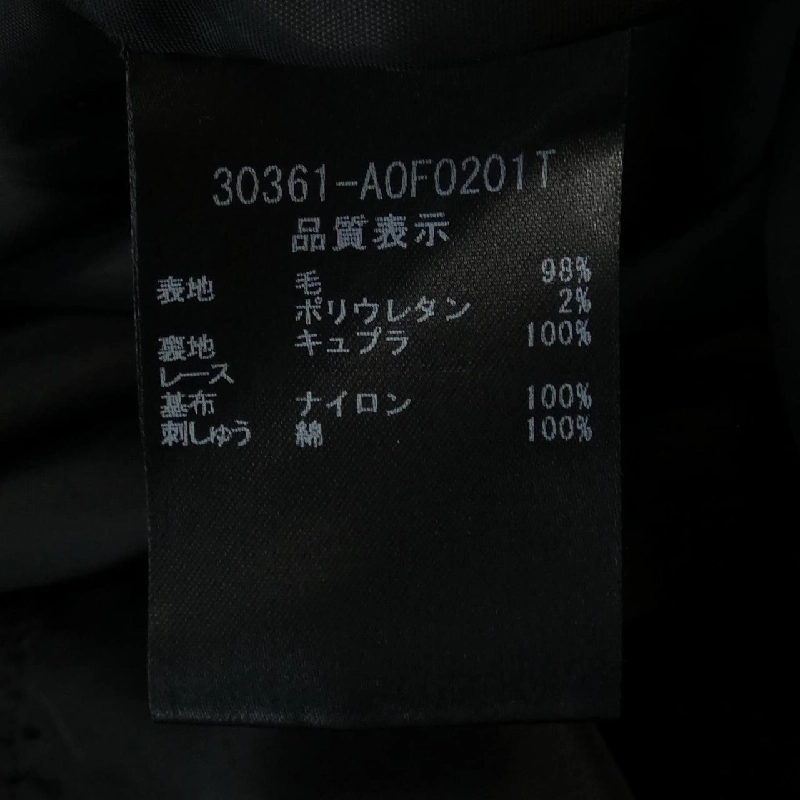 30361-A0F0201T
品質表示
表地 毛 98%
ポリウレタン 2%
裏地 キュプラ 100%
レース
基布 ナイロン 100%
刺しゅう 綿 100%